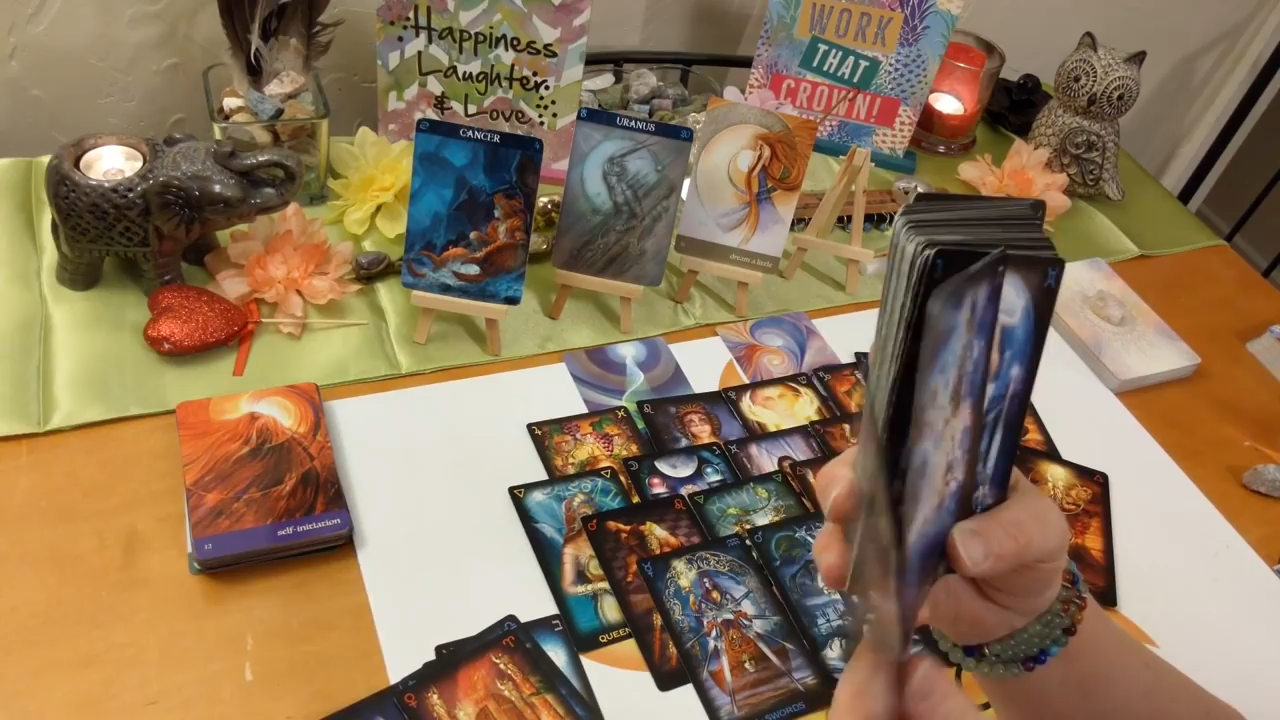 Happiness
Laughter
& Love
WORK
THAT
CROWN!
CANCER
URANUS
dream a little
self-initiation
12
QUEEN
SWORDS